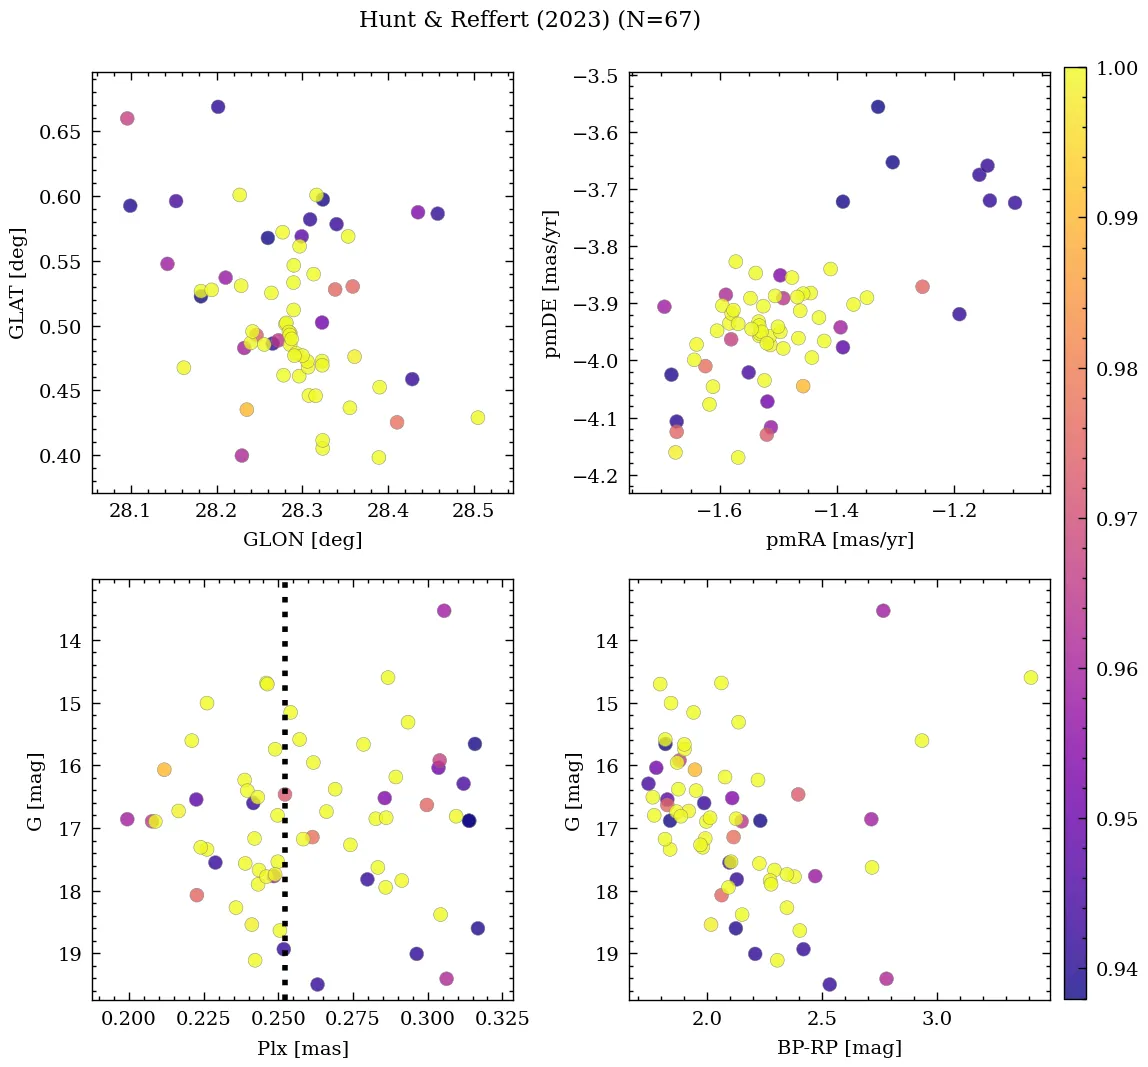 Hunt & Reffert (2023) (N=67)
0.65
0.60
0.55
0.50
0.45
0.40
GLAT [deg]
28.1 28.2 28.3 28.4 28.5
GLON [deg]
−3.5
−3.6
−3.7
−3.8
−3.9
−4.0
−4.1
−4.2
pmDE [mas/yr]
−1.6 −1.4 −1.2
pmRA [mas/yr]
14
15
16
17
18
19
G [mag]
0.200 0.225 0.250 0.275 0.300 0.325
Plx [mas]
14
15
16
17
18
19
G [mag]
2.0 2.5 3.0
BP-RP [mag]
1.00
0.99
0.98
0.97
0.96
0.95
0.94